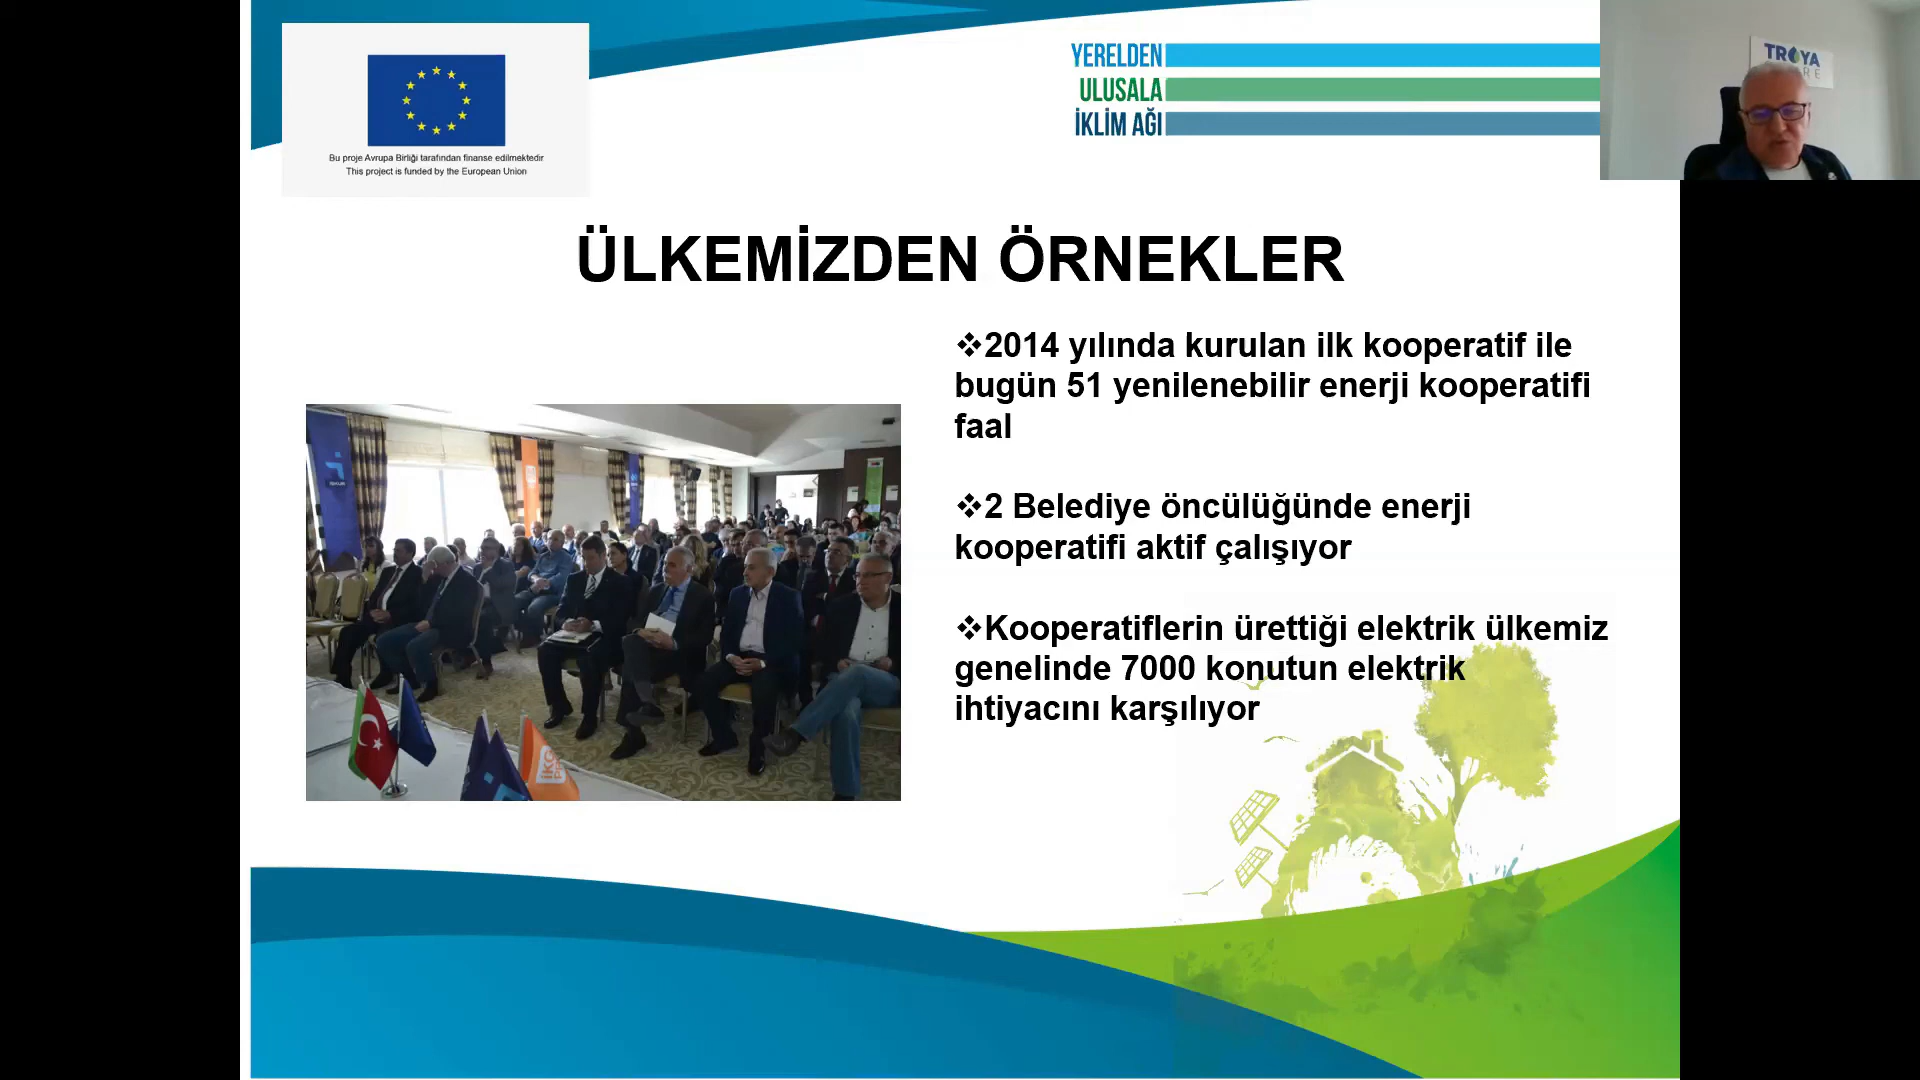 Bu proje Avrupa Birliği tarafından finanse edilmektedir
This project is funded by the European Union
YERELDEN
ULUSALA
İKLİM AĞI
TROYA
ÜLKEMİZDEN ÖRNEKLER
❖2014 yılında kurulan ilk kooperatif ile
bugün 51 yenilenebilir enerji kooperatifi
faal
❖2 Belediye öncülüğünde enerji
kooperatifi aktif çalışıyor
❖Kooperatiflerin ürettiği elektrik ülkemiz
genelinde 7000 konutun elektrik
ihtiyacını karşılıyor